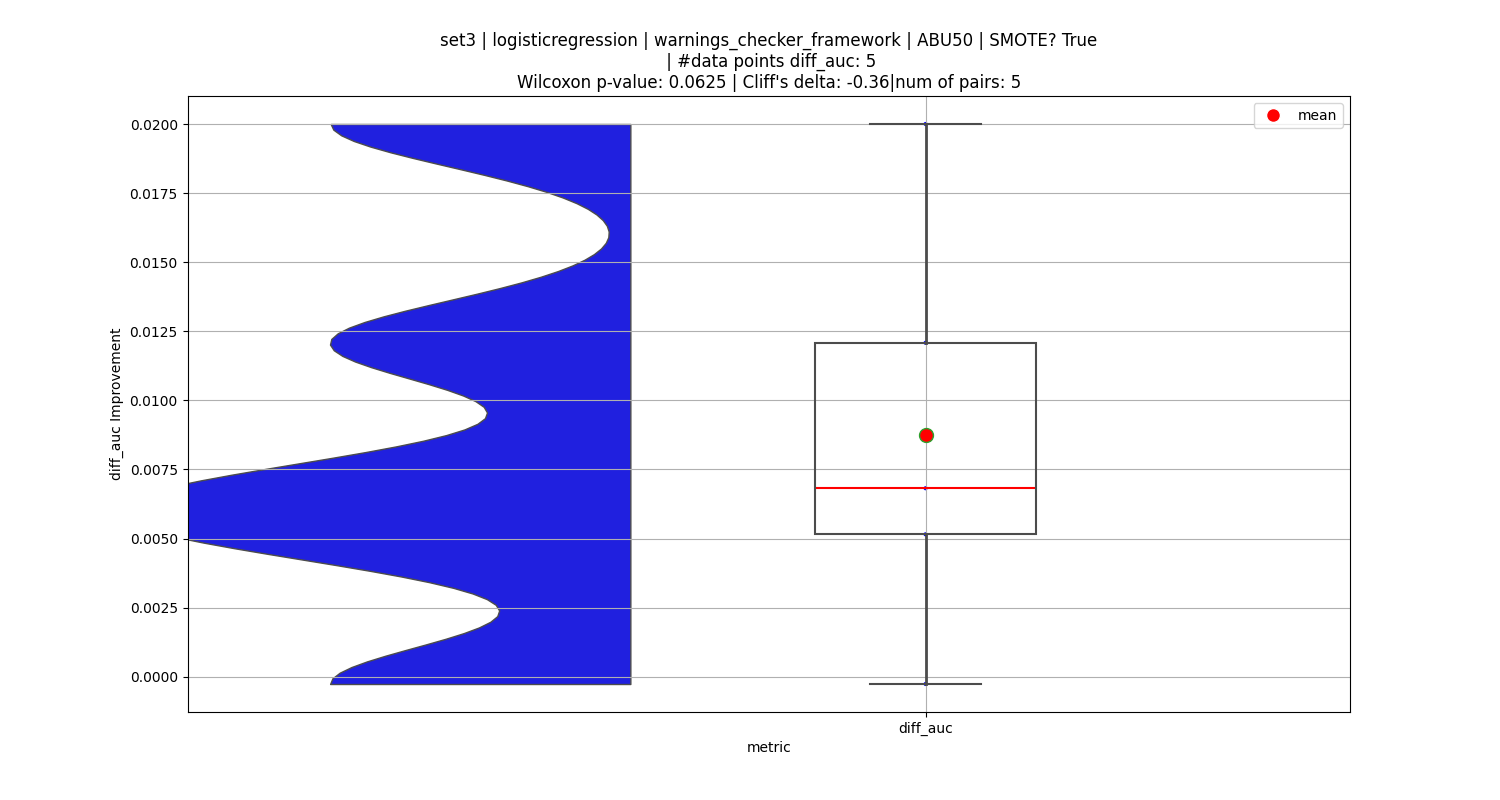 set3 | logisticregression | warnings_checker_framework | ABU50 | SMOTE? True
| #data points diff_auc: 5
Wilcoxon p-value: 0.0625 | Cliff's delta: -0.36|num of pairs: 5
mean
0.0200
0.0175
0.0150
0.0125
0.0100
0.0075
0.0050
0.0025
0.0000
diff_auc Improvement
diff_auc
metric